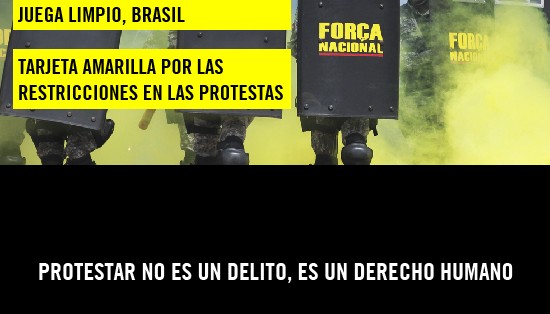 JUEGA LIMPIO, BRASIL
TARJETA AMARILLA POR LAS
RESTRICCIONES EN LAS PROTESTAS
FORÇA
NACIONAL
FORÇA
NACIONAL
PROTESTAR NO ES UN DELITO, ES UN DERECHO HUMANO